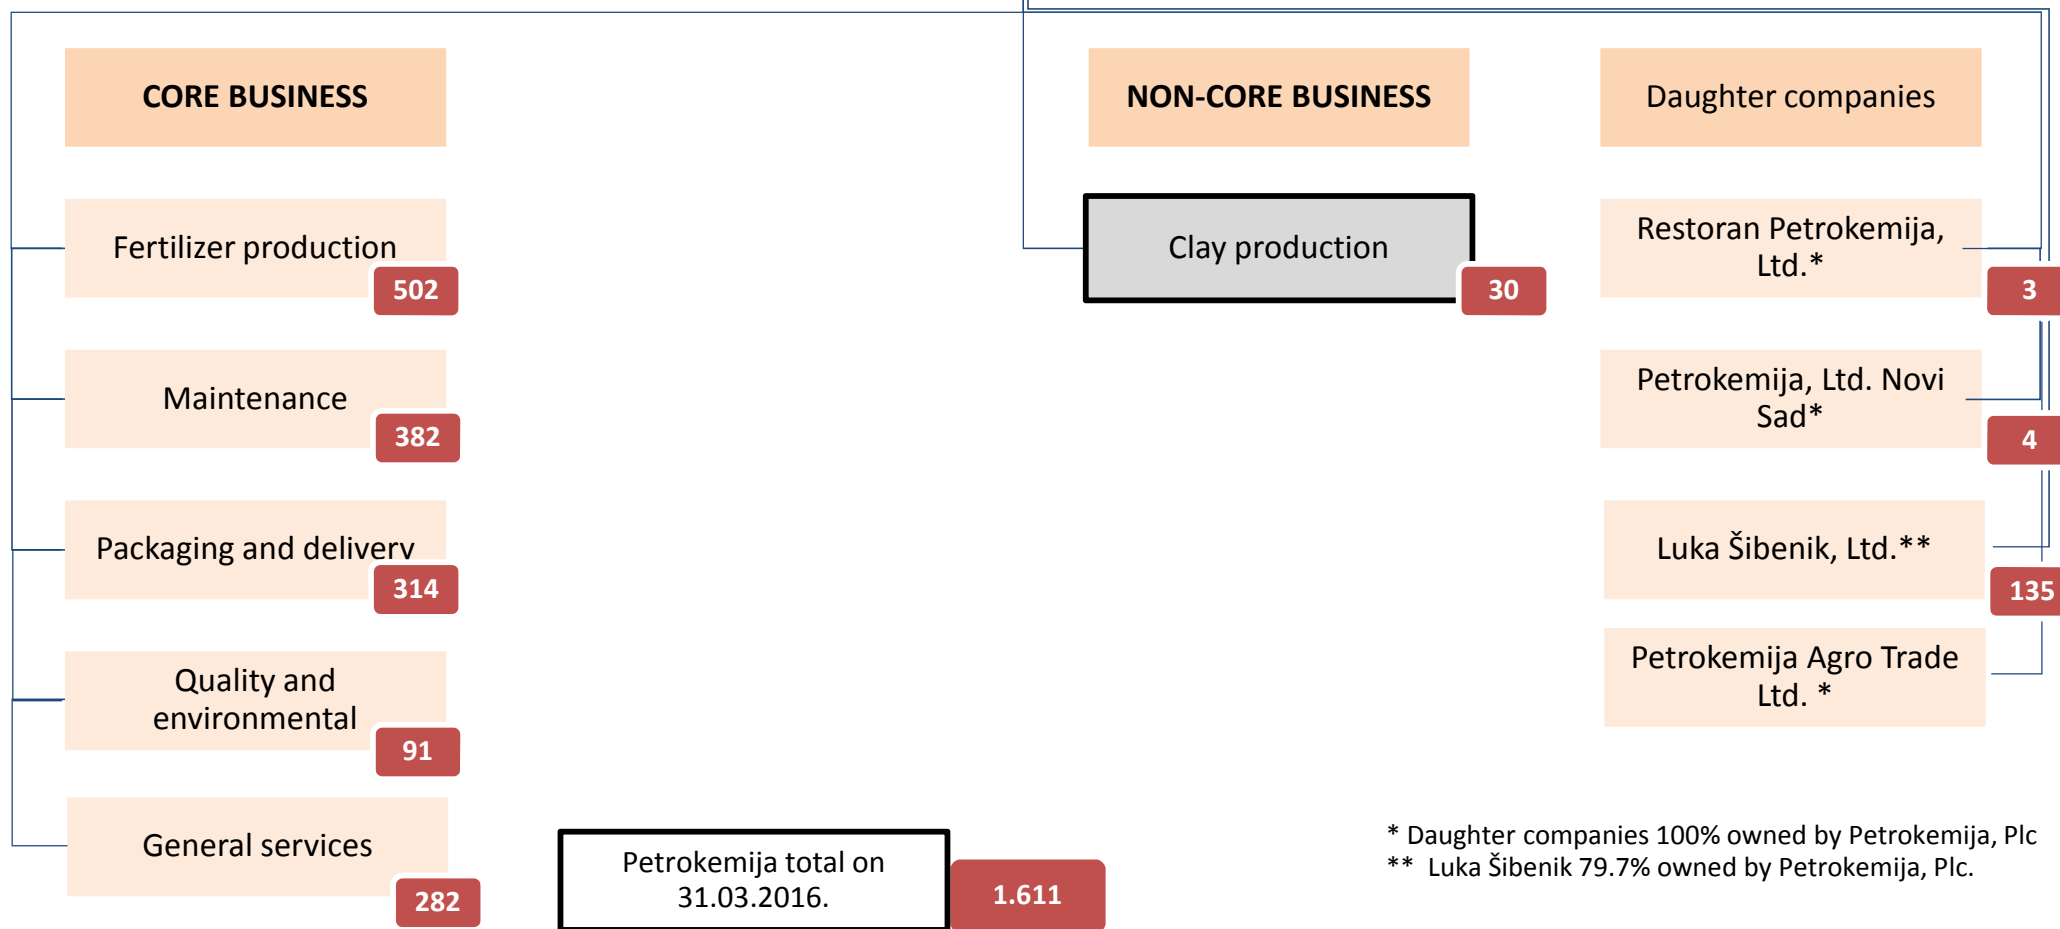 CORE BUSINESS
Fertilizer production
502
Maintenance
382
Packaging and delivery
314
Quality and
environmental
91
General services
282
Petrokemija total on
31.03.2016.
1.611
NON-CORE BUSINESS
Clay production
30
Daughter companies
Restoran Petrokemija,
Ltd.*
3
Petrokemija, Ltd. Novi
Sad*
4
Luka Šibenik, Ltd.**
135
Petrokemija Agro Trade
Ltd. *
* Daughter companies 100% owned by Petrokemija, Plc
** Luka Šibenik 79.7% owned by Petrokemija, Plc.